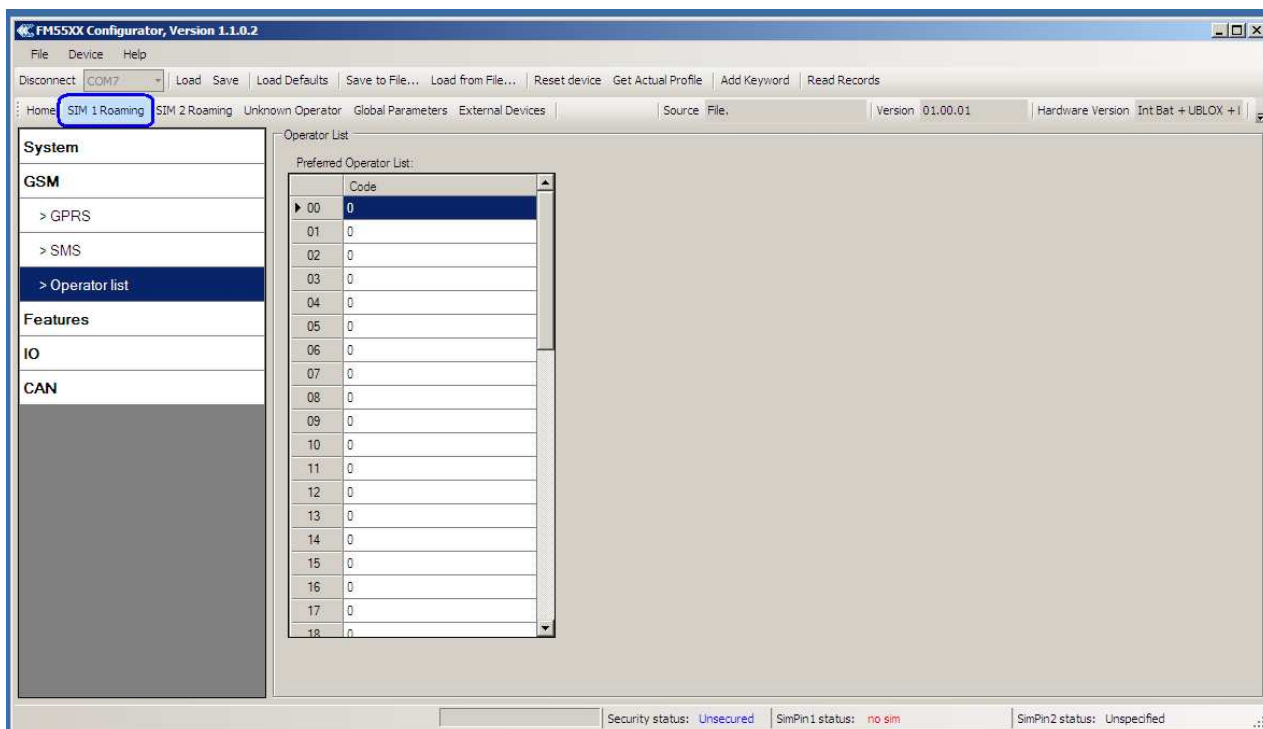 FM55XX Configurator, Version 1.1.0.2
File Device Help
Disconnect COM7 Load Save Load Defaults Save to File... Load from File... Reset device Get Actual Profile Add Keyword Read Records
Home SIM 1 Roaming SIM 2 Roaming Unknown Operator Global Parameters External Devices Source File. Version 01.00.01 Hardware Version Int Bat + UBLOX + I
System
GSM
> GPRS
> SMS
> Operator list
Features
IO
CAN
Operator List
Preferred Operator List:
Code
00 0
01 0
02 0
03 0
04 0
05 0
06 0
07 0
08 0
09 0
10 0
11 0
12 0
13 0
14 0
15 0
16 0
17 0
18 0
Security status: Unsecured SimPin1 status: no sim SimPin2 status: Unspecified